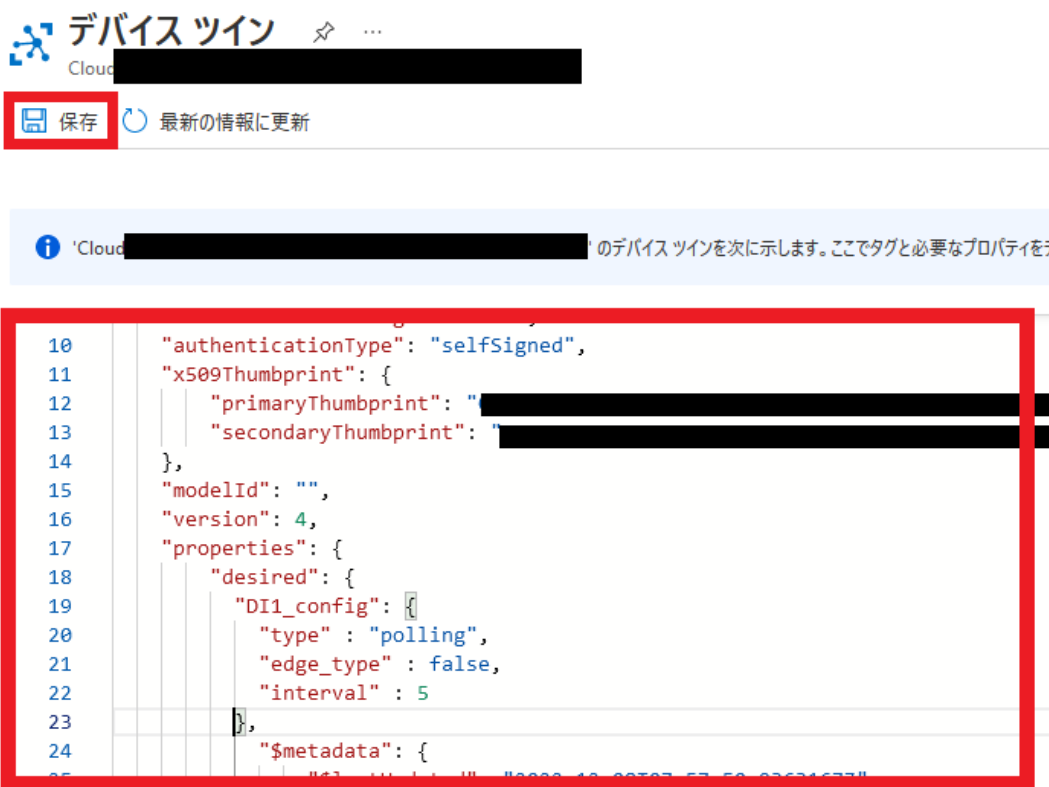 デバイス ツイン ...
Cloud
保存 最新の情報に更新
'Cloud ' のデバイス ツインを次に示します。ここでタグと必要なプロパティを
10 "authenticationType": "selfSigned",
11 "x509Thumbprint": {
12 "primaryThumbprint": "
13 "secondaryThumbprint": "
14 },
15 "modelId": "",
16 "version": 4,
17 "properties": {
18 "desired": {
19 "DI1_config": {
20 "type" : "polling",
21 "edge_type" : false,
22 "interval" : 5
23 },
24 "$metadata": {